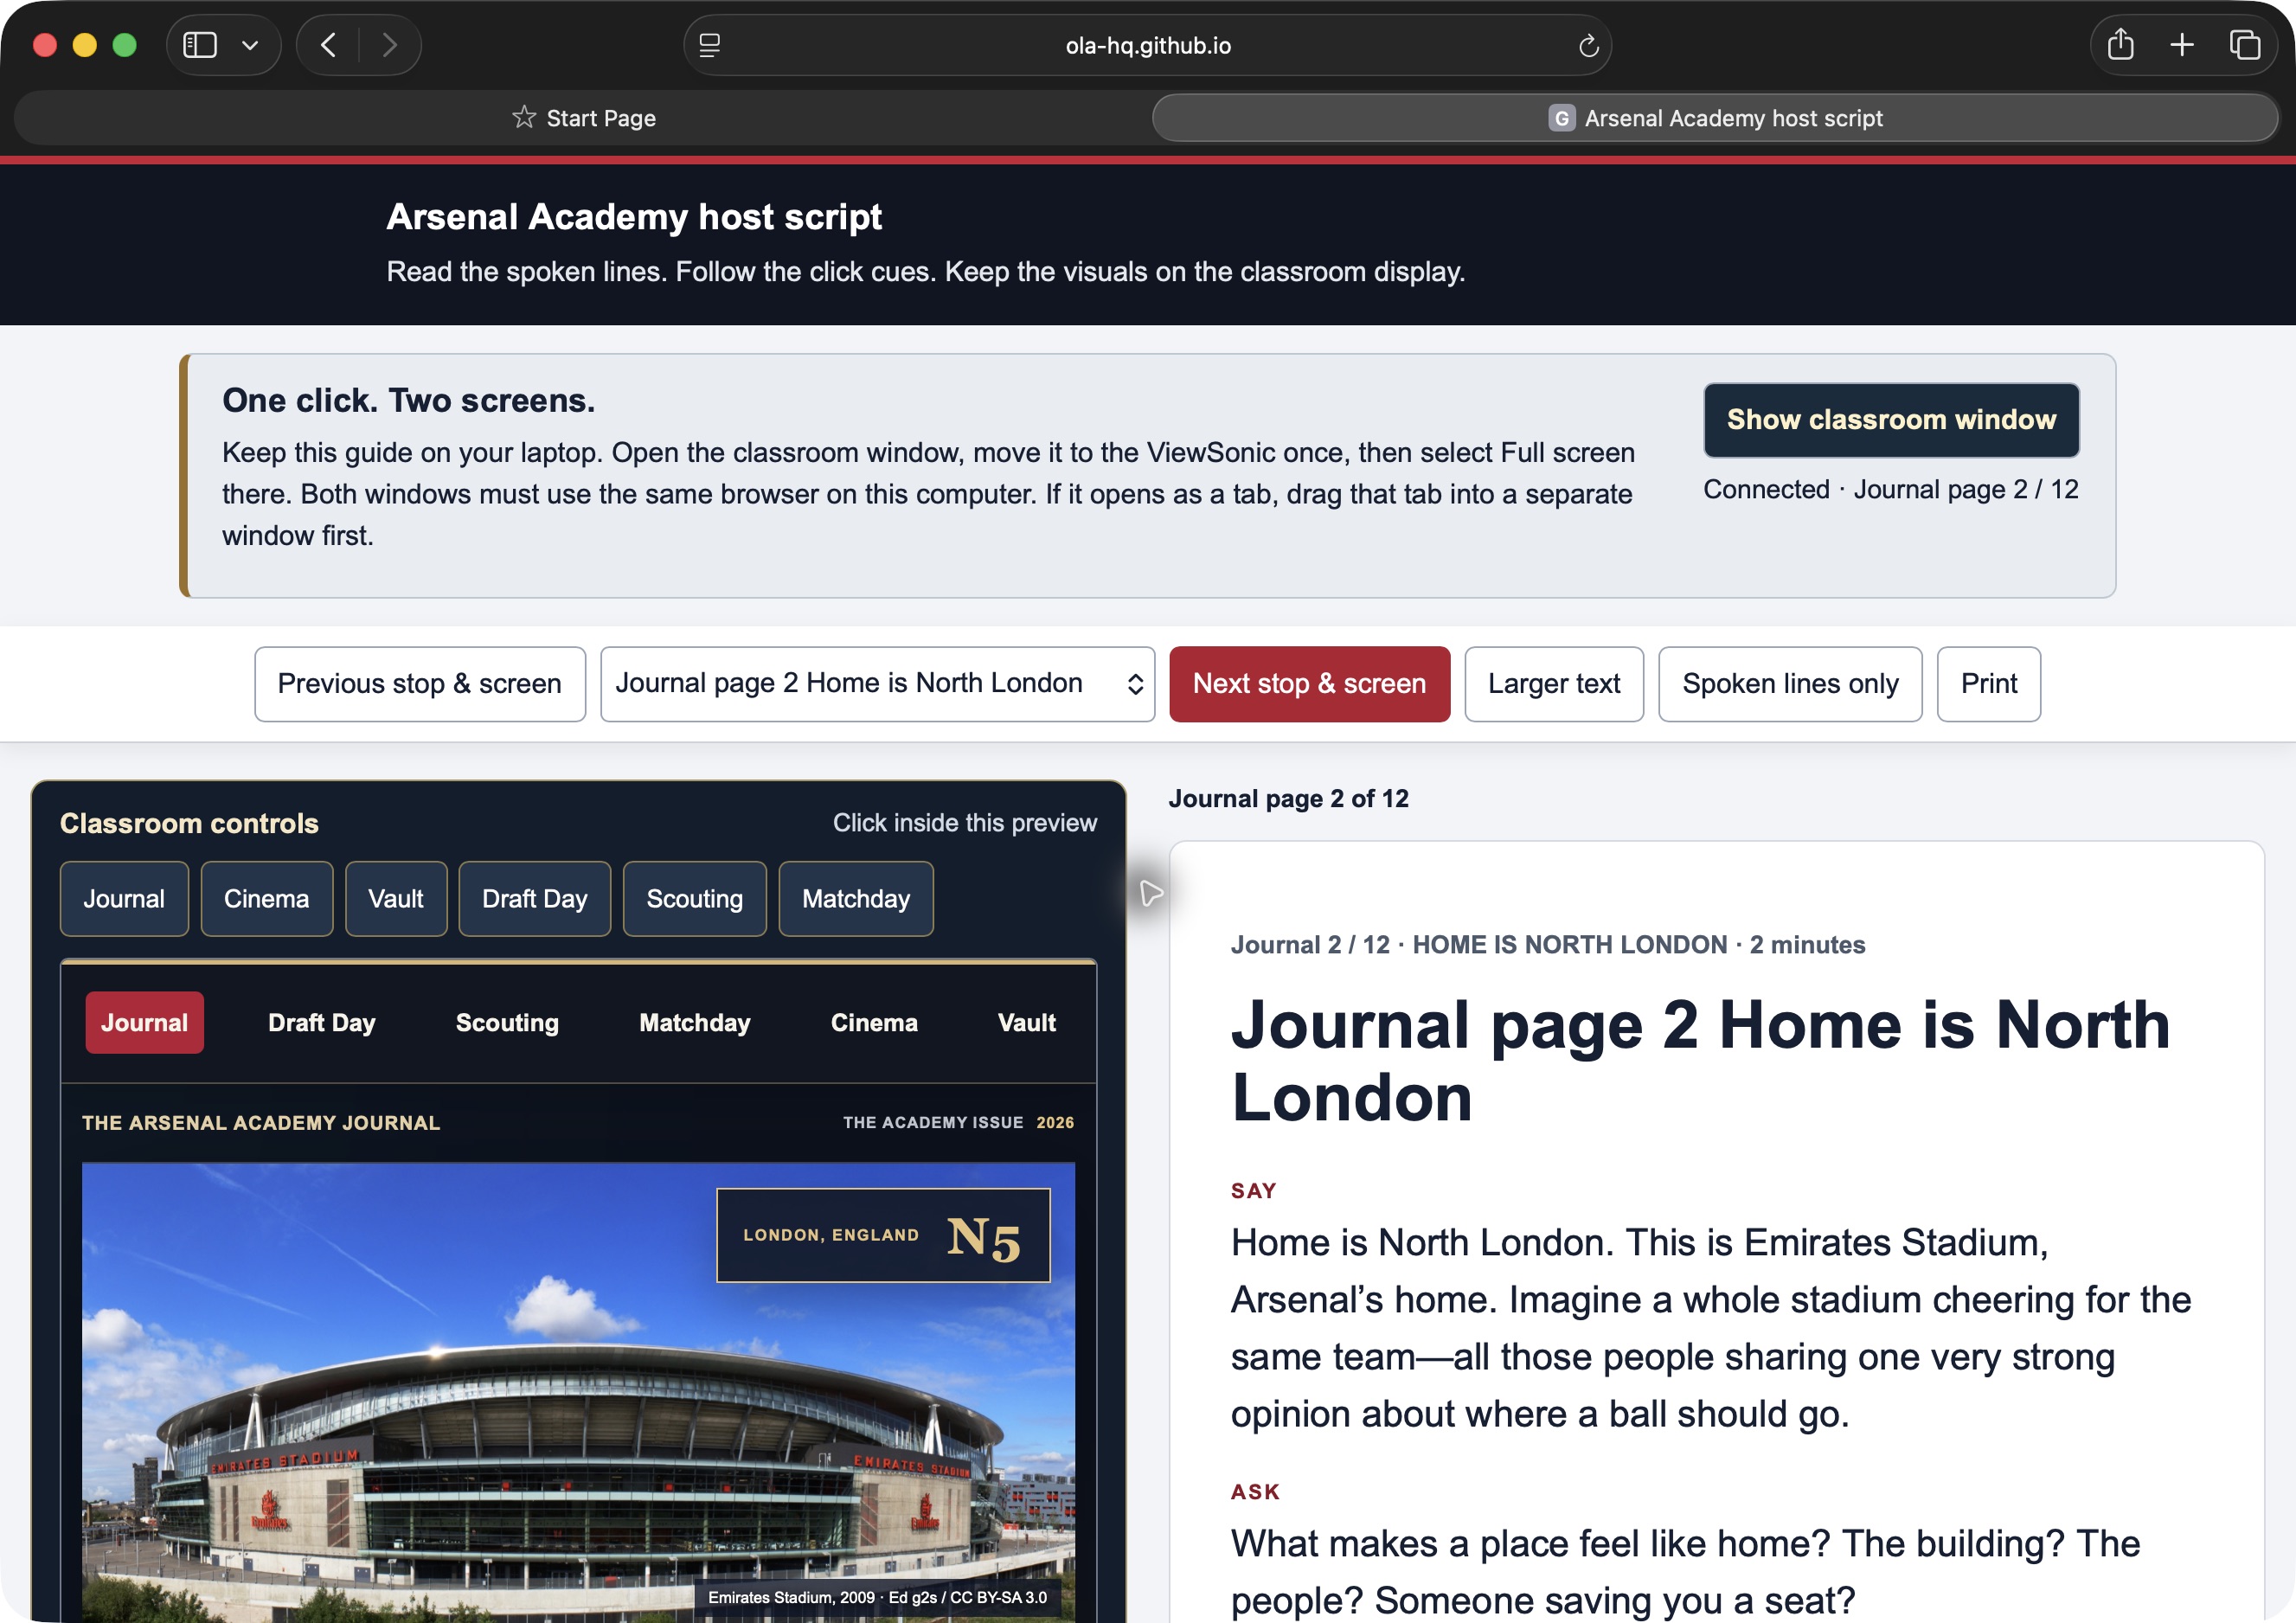 ola-hq.github.io
Start Page
G Arsenal Academy host script
Arsenal Academy host script
Read the spoken lines. Follow the click cues. Keep the visuals on the classroom display.
One click. Two screens.
Keep this guide on your laptop. Open the classroom window, move it to the ViewSonic once, then select Full screen
there. Both windows must use the same browser on this computer. If it opens as a tab, drag that tab into a separate
window first.
Show classroom window
Connected · Journal page 2 / 12
Previous stop & screen
Journal page 2 Home is North London
Next stop & screen
Larger text
Spoken lines only
Print
Classroom controls
Click inside this preview
Journal
Cinema
Vault
Draft Day
Scouting
Matchday
Journal
Draft Day
Scouting
Matchday
Cinema
Vault
THE ARSENAL ACADEMY JOURNAL
THE ACADEMY ISSUE 2026
LONDON, ENGLAND N5
EMIRATES STADIUM
EMIRATES STADIUM
Emirates Stadium, 2009 · Ed g2s / CC BY-SA 3.0
Journal page 2 of 12
Journal 2 / 12 · HOME IS NORTH LONDON · 2 minutes
Journal page 2 Home is North
London
SAY
Home is North London. This is Emirates Stadium,
Arsenal’s home. Imagine a whole stadium cheering for the
same team—all those people sharing one very strong
opinion about where a ball should go.
ASK
What makes a place feel like home? The building? The
people? Someone saving you a seat?